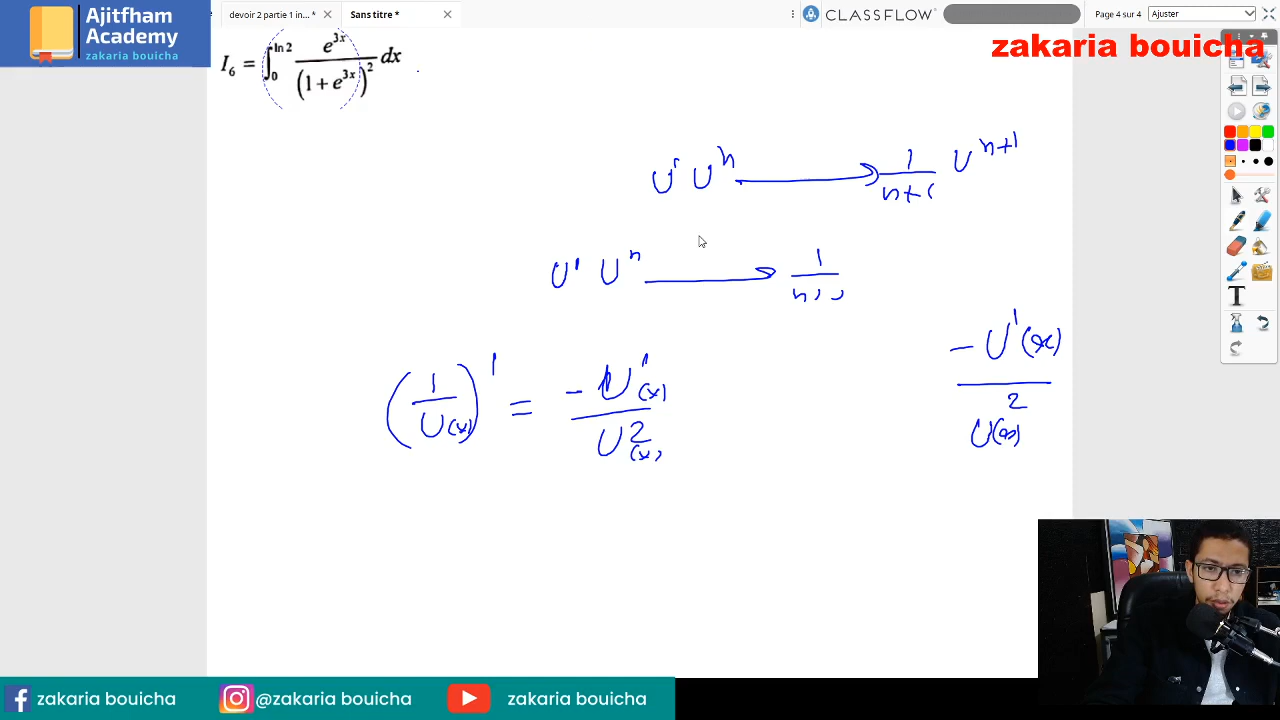 Ajitfham
Academy
zakaria bouicha
devoir 2 partie 1 in... *
Sans titre *
CLASSFLOW
Page 4 sur 4
Ajuster
zakaria bouicha
I₆ = ∫₀^{ln 2} e^{3x} / (1 + e^{3x})² dx
U' Uⁿ → 1/(n+1) U^{n+1}
U' Uⁿ → 1/n
(1/U(x))' = -U'(x)/U²(x)
-U'(x)/U(x)²
T
zakaria bouicha
@zakaria bouicha
zakaria bouicha